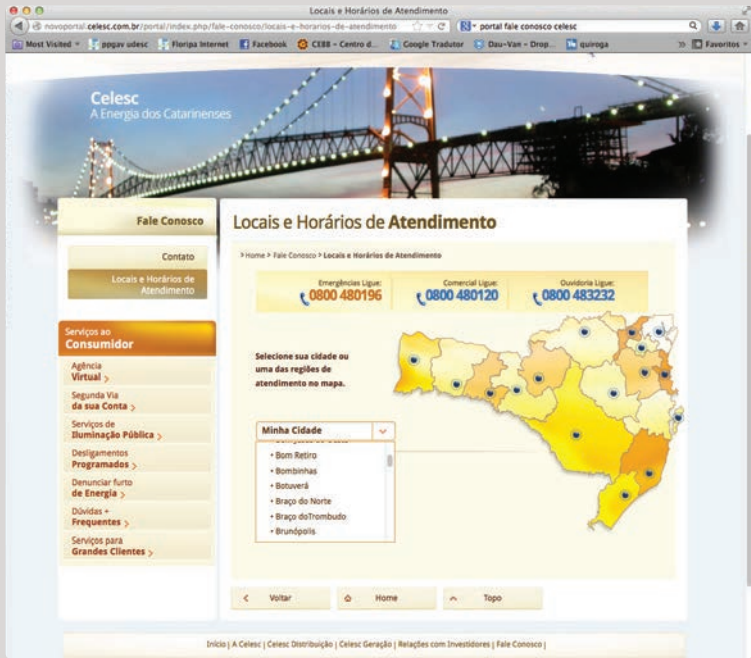 Locais e Horários de Atendimento
novoportal.celesc.com.br/portal/index.php/fale-conosco/locais-e-horarios-de-atendimento
portal fale conosco celesc
Most Visited
ppgav udesc
Floripa Internet
Facebook
CEBB - Centro d...
Google Tradutor
Dau-Van - Drop...
quiroga
Favoritos
Celesc
A Energia dos Catarinenses
Fale Conosco
Contato
Locais e Horários de
Atendimento
Serviços ao
Consumidor
Agência
Virtual >
Segunda Via
da sua Conta >
Serviços de
Iluminação Pública >
Desligamentos
Programados >
Denunciar furto
de Energia >
Dúvidas +
Frequentes >
Serviços para
Grandes Clientes >
Locais e Horários de Atendimento
> Home > Fale Conosco > Locais e Horários de Atendimento
Emergências Ligue:
0800 480196
Comercial Ligue:
0800 480120
Ouvidoria Ligue:
0800 483232
Selecione sua cidade ou
uma das regiões de
atendimento no mapa.
Minha Cidade
• Bom Retiro
• Bombinhas
• Botuverá
• Braço do Norte
• Braço doTrombudo
• Brunópolis
Voltar
Home
Topo
Início | A Celesc | Celesc Distribuição | Celesc Geração | Relações com Investidores | Fale Conosco |